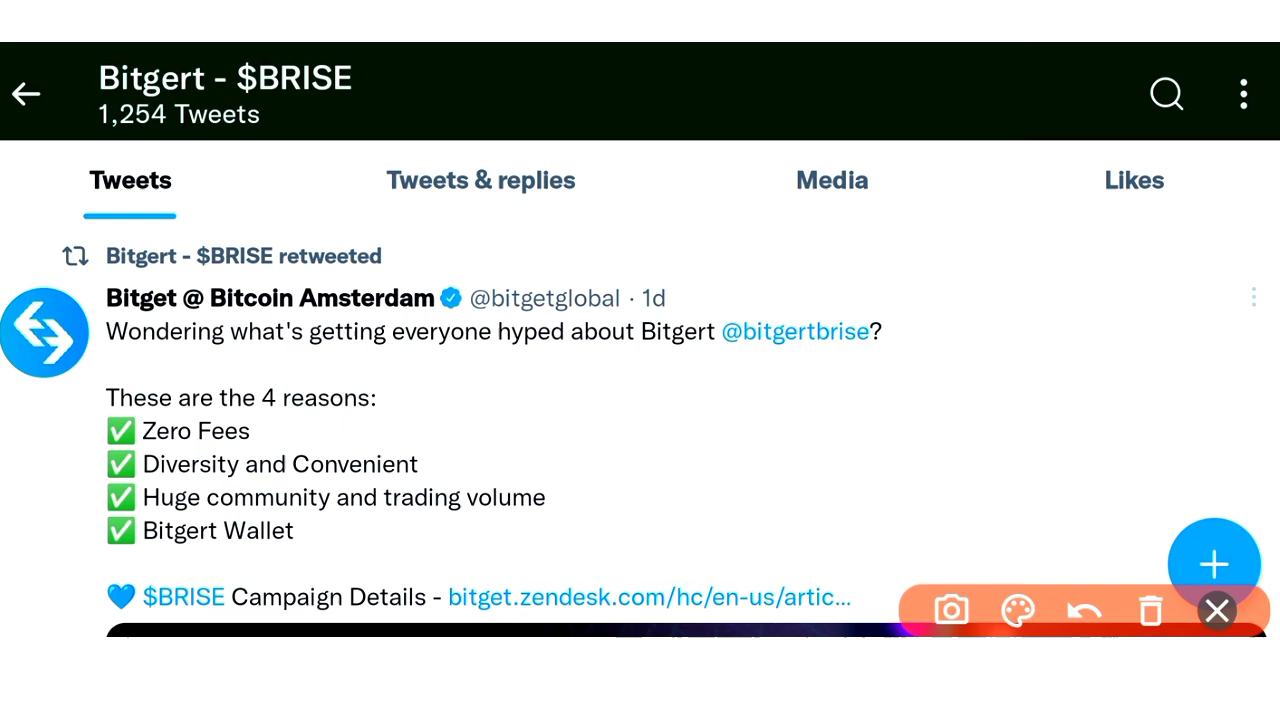 Bitgert - $BRISE
1,254 Tweets
Tweets
Tweets & replies
Media
Likes
Bitgert - $BRISE retweeted
Bitget @ Bitcoin Amsterdam @bitgetglobal · 1d
Wondering what's getting everyone hyped about Bitgert @bitgertbrise?
These are the 4 reasons:
✅ Zero Fees
✅ Diversity and Convenient
✅ Huge community and trading volume
✅ Bitgert Wallet
💙 $BRISE Campaign Details - bitget.zendesk.com/hc/en-us/artic...